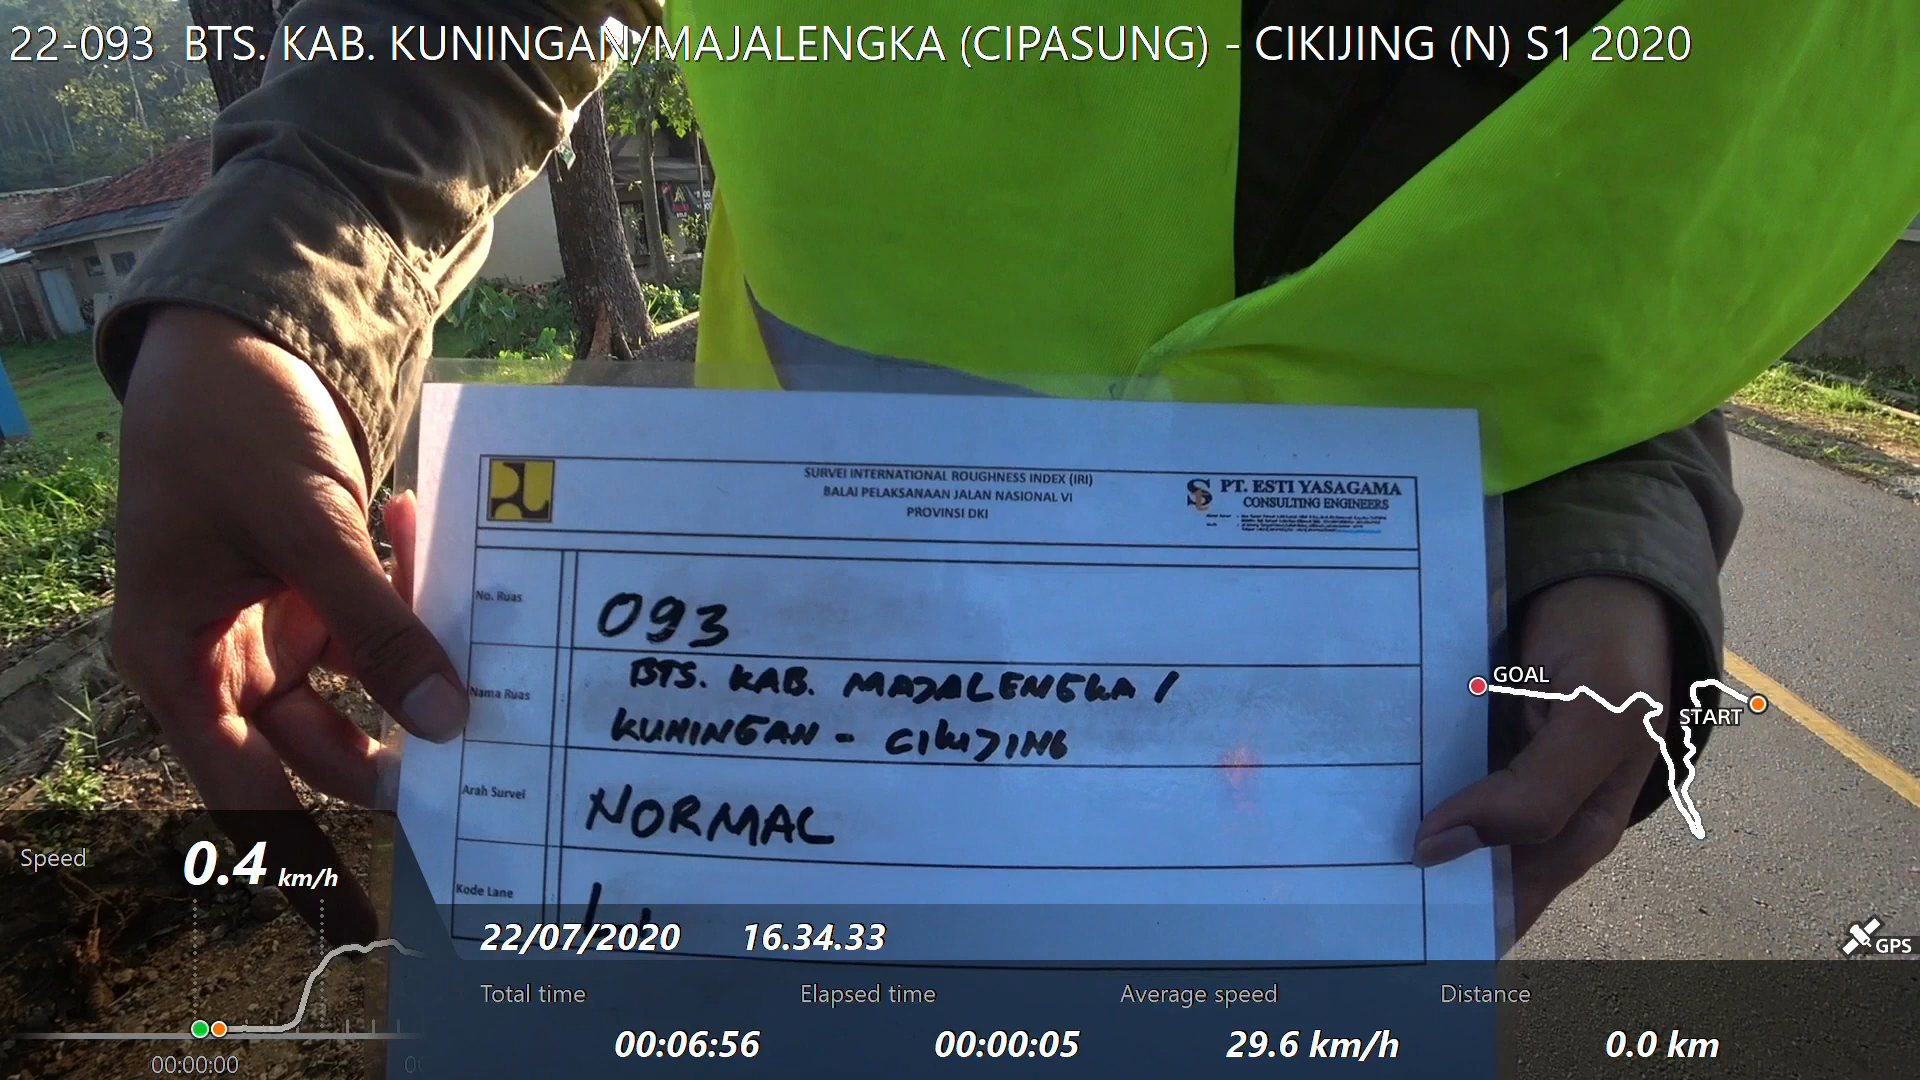 22-093 BTS. KAB. KUNINGAN/MAJALENGKA (CIPASUNG) - CIKIJING (N) S1 2020
SURVEI INTERNATIONAL ROUGHNESS INDEX (IRI)
BALAI PELAKSANAAN JALAN NASIONAL VI
PROVINSI DKI
PT. ESTI YASAGAMA
CONSULTING ENGINEERS
No. Ruas
093
Nama Ruas
BTS. KAB. MAJALENGKA /
KUNINGAN - CIKIJING
Arah Survei
NORMAL
Kode Lane
GOAL
START
Speed
0.4 km/h
22/07/2020 16.34.33
GPS
Total time Elapsed time Average speed Distance
00:06:56 00:00:05 29.6 km/h 0.0 km
00:00:00